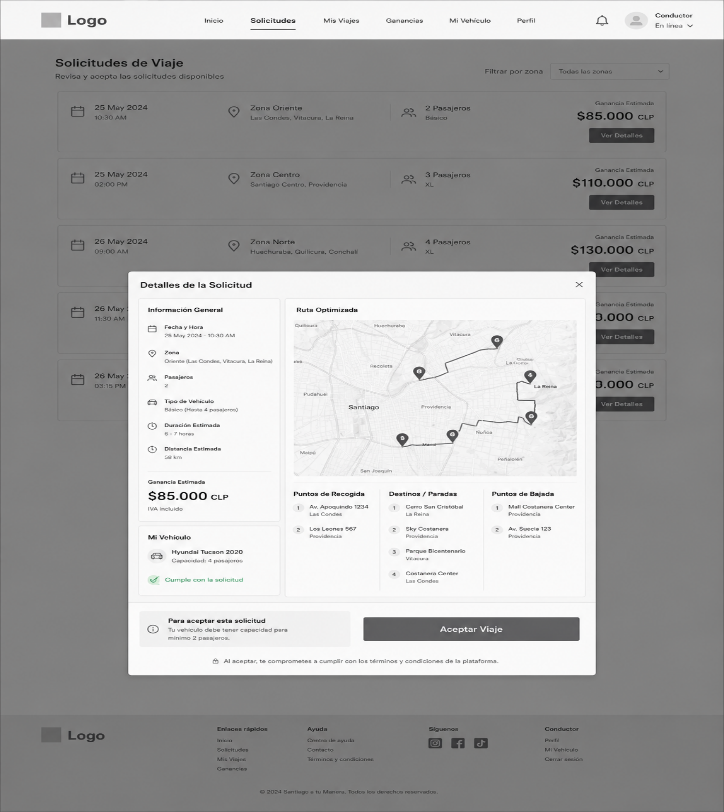 Logo
Inicio
Solicitudes
Mis Viajes
Ganancias
Mi Vehículo
Perfil
Conductor
En línea
Solicitudes de Viaje
Revisa y acepta las solicitudes disponibles
Filtrar por zona
Todas las zonas
25 May 2024
10:30 AM
Zona Oriente
Las Condes, Vitacura, La Reina
2 Pasajeros
Básico
Ganancia Estimada
$85.000 CLP
Ver Detalles
25 May 2024
02:00 PM
Zona Centro
Santiago Centro, Providencia
3 Pasajeros
XL
Ganancia Estimada
$110.000 CLP
Ver Detalles
26 May 2024
09:00 AM
Zona Norte
Huechuraba, Quilicura, Conchalí
4 Pasajeros
XL
Ganancia Estimada
$130.000 CLP
Ver Detalles
26 May
11:30 AM
Estimada
0.000 CLP
Ver Detalles
26 May
03:15 PM
Estimada
0.000 CLP
Ver Detalles
Detalles de la Solicitud
Información General
Fecha y Hora
25 May 2024 - 10:30 AM
Zona
Oriente (Las Condes, Vitacura, La Reina)
Pasajeros
2
Tipo de Vehículo
Básico (Hasta 4 pasajeros)
Duración Estimada
6 - 7 horas
Distancia Estimada
58 km
Ganancia Estimada
$85.000 CLP
IVA incluido
Mi Vehículo
Hyundai Tucson 2020
Capacidad: 4 pasajeros
Cumple con la solicitud
Ruta Optimizada
Quilicura
Huechuraba
Vitacura
Recoleta
La Reina
Pudahuel
Santiago
Providencia
Ñuñoa
Maipú
Peñalolén
San Joaquín
Puntos de Recogida
1 Av. Apoquindo 1234
Las Condes
2 Los Leones 567
Providencia
Destinos / Paradas
1 Cerro San Cristóbal
La Reina
2 Sky Costanera
Providencia
3 Parque Bicentenario
Vitacura
4 Costanera Center
Las Condes
Puntos de Bajada
1 Mall Costanera Center
Providencia
2 Av. Suecia 123
Providencia
Para aceptar esta solicitud
Tu vehículo debe tener capacidad para
mínimo 2 pasajeros.
Aceptar Viaje
Al aceptar, te comprometes a cumplir con los términos y condiciones de la plataforma.
Logo
Enlaces rápidos
Inicio
Solicitudes
Mis Viajes
Ganancias
Ayuda
Centro de ayuda
Contacto
Términos y condiciones
Síguenos
Conductor
Perfil
Mi Vehículo
Cerrar sesión
© 2024 Santiago a tu Manera. Todos los derechos reservados.